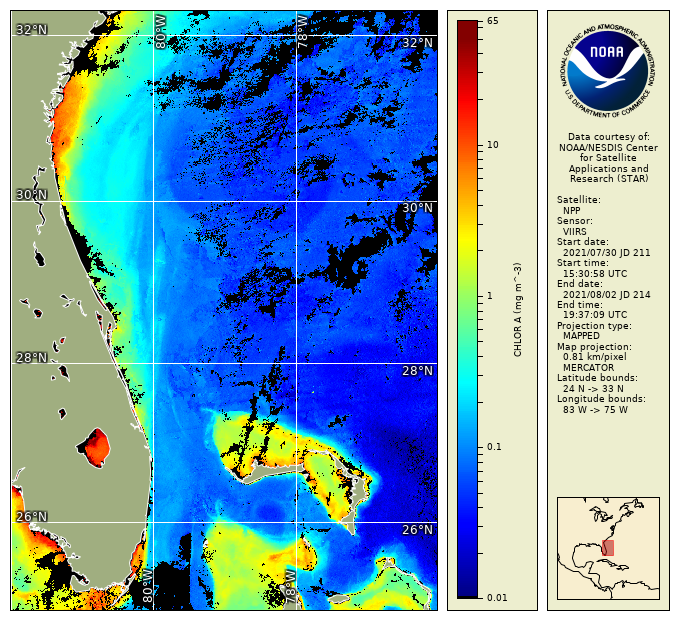 32°N
80°W
78°W
32°N
30°N
30°N
28°N
28°N
26°N
26°N
80°W
78°W
65
10
1
0.1
0.01
CHLOR A (mg m^-3)
NATIONAL OCEANIC AND ATMOSPHERIC ADMINISTRATION
NOAA
U.S. DEPARTMENT OF COMMERCE
Data courtesy of:
NOAA/NESDIS Center
for Satellite
Applications and
Research (STAR)
Satellite:
NPP
Sensor:
VIIRS
Start date:
2021/07/30 JD 211
Start time:
15:30:58 UTC
End date:
2021/08/02 JD 214
End time:
19:37:09 UTC
Projection type:
MAPPED
Map projection:
0.81 km/pixel
MERCATOR
Latitude bounds:
24 N -> 33 N
Longitude bounds:
83 W -> 75 W